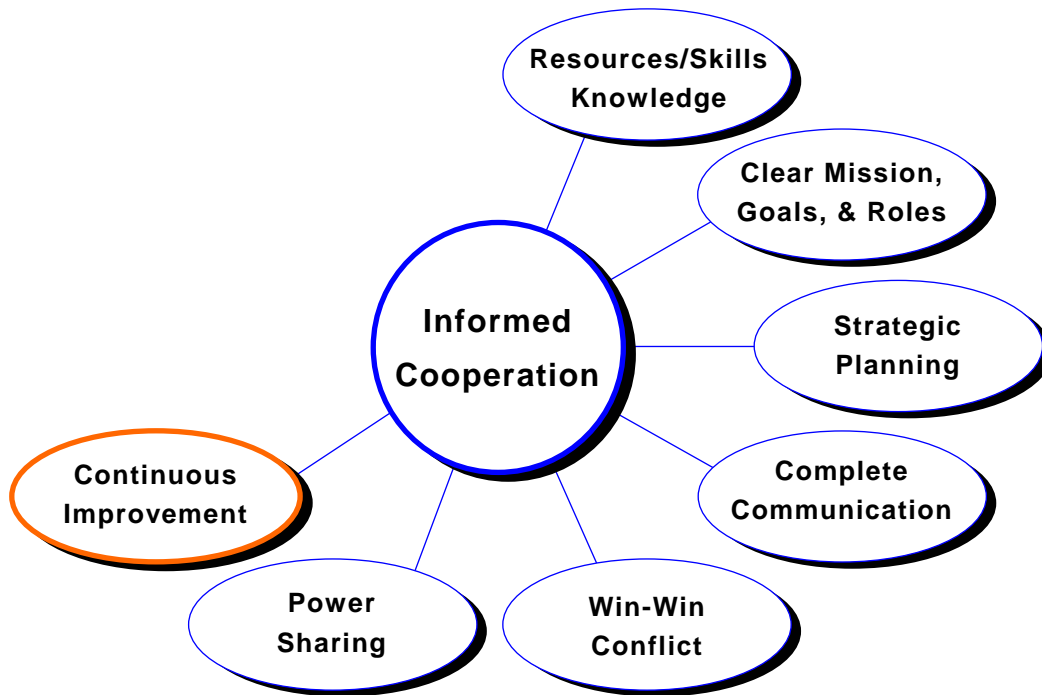 Resources/Skills
Knowledge
Clear Mission,
Goals, & Roles
Informed
Cooperation
Strategic
Planning
Complete
Communication
Continuous
Improvement
Power
Sharing
Win-Win
Conflict